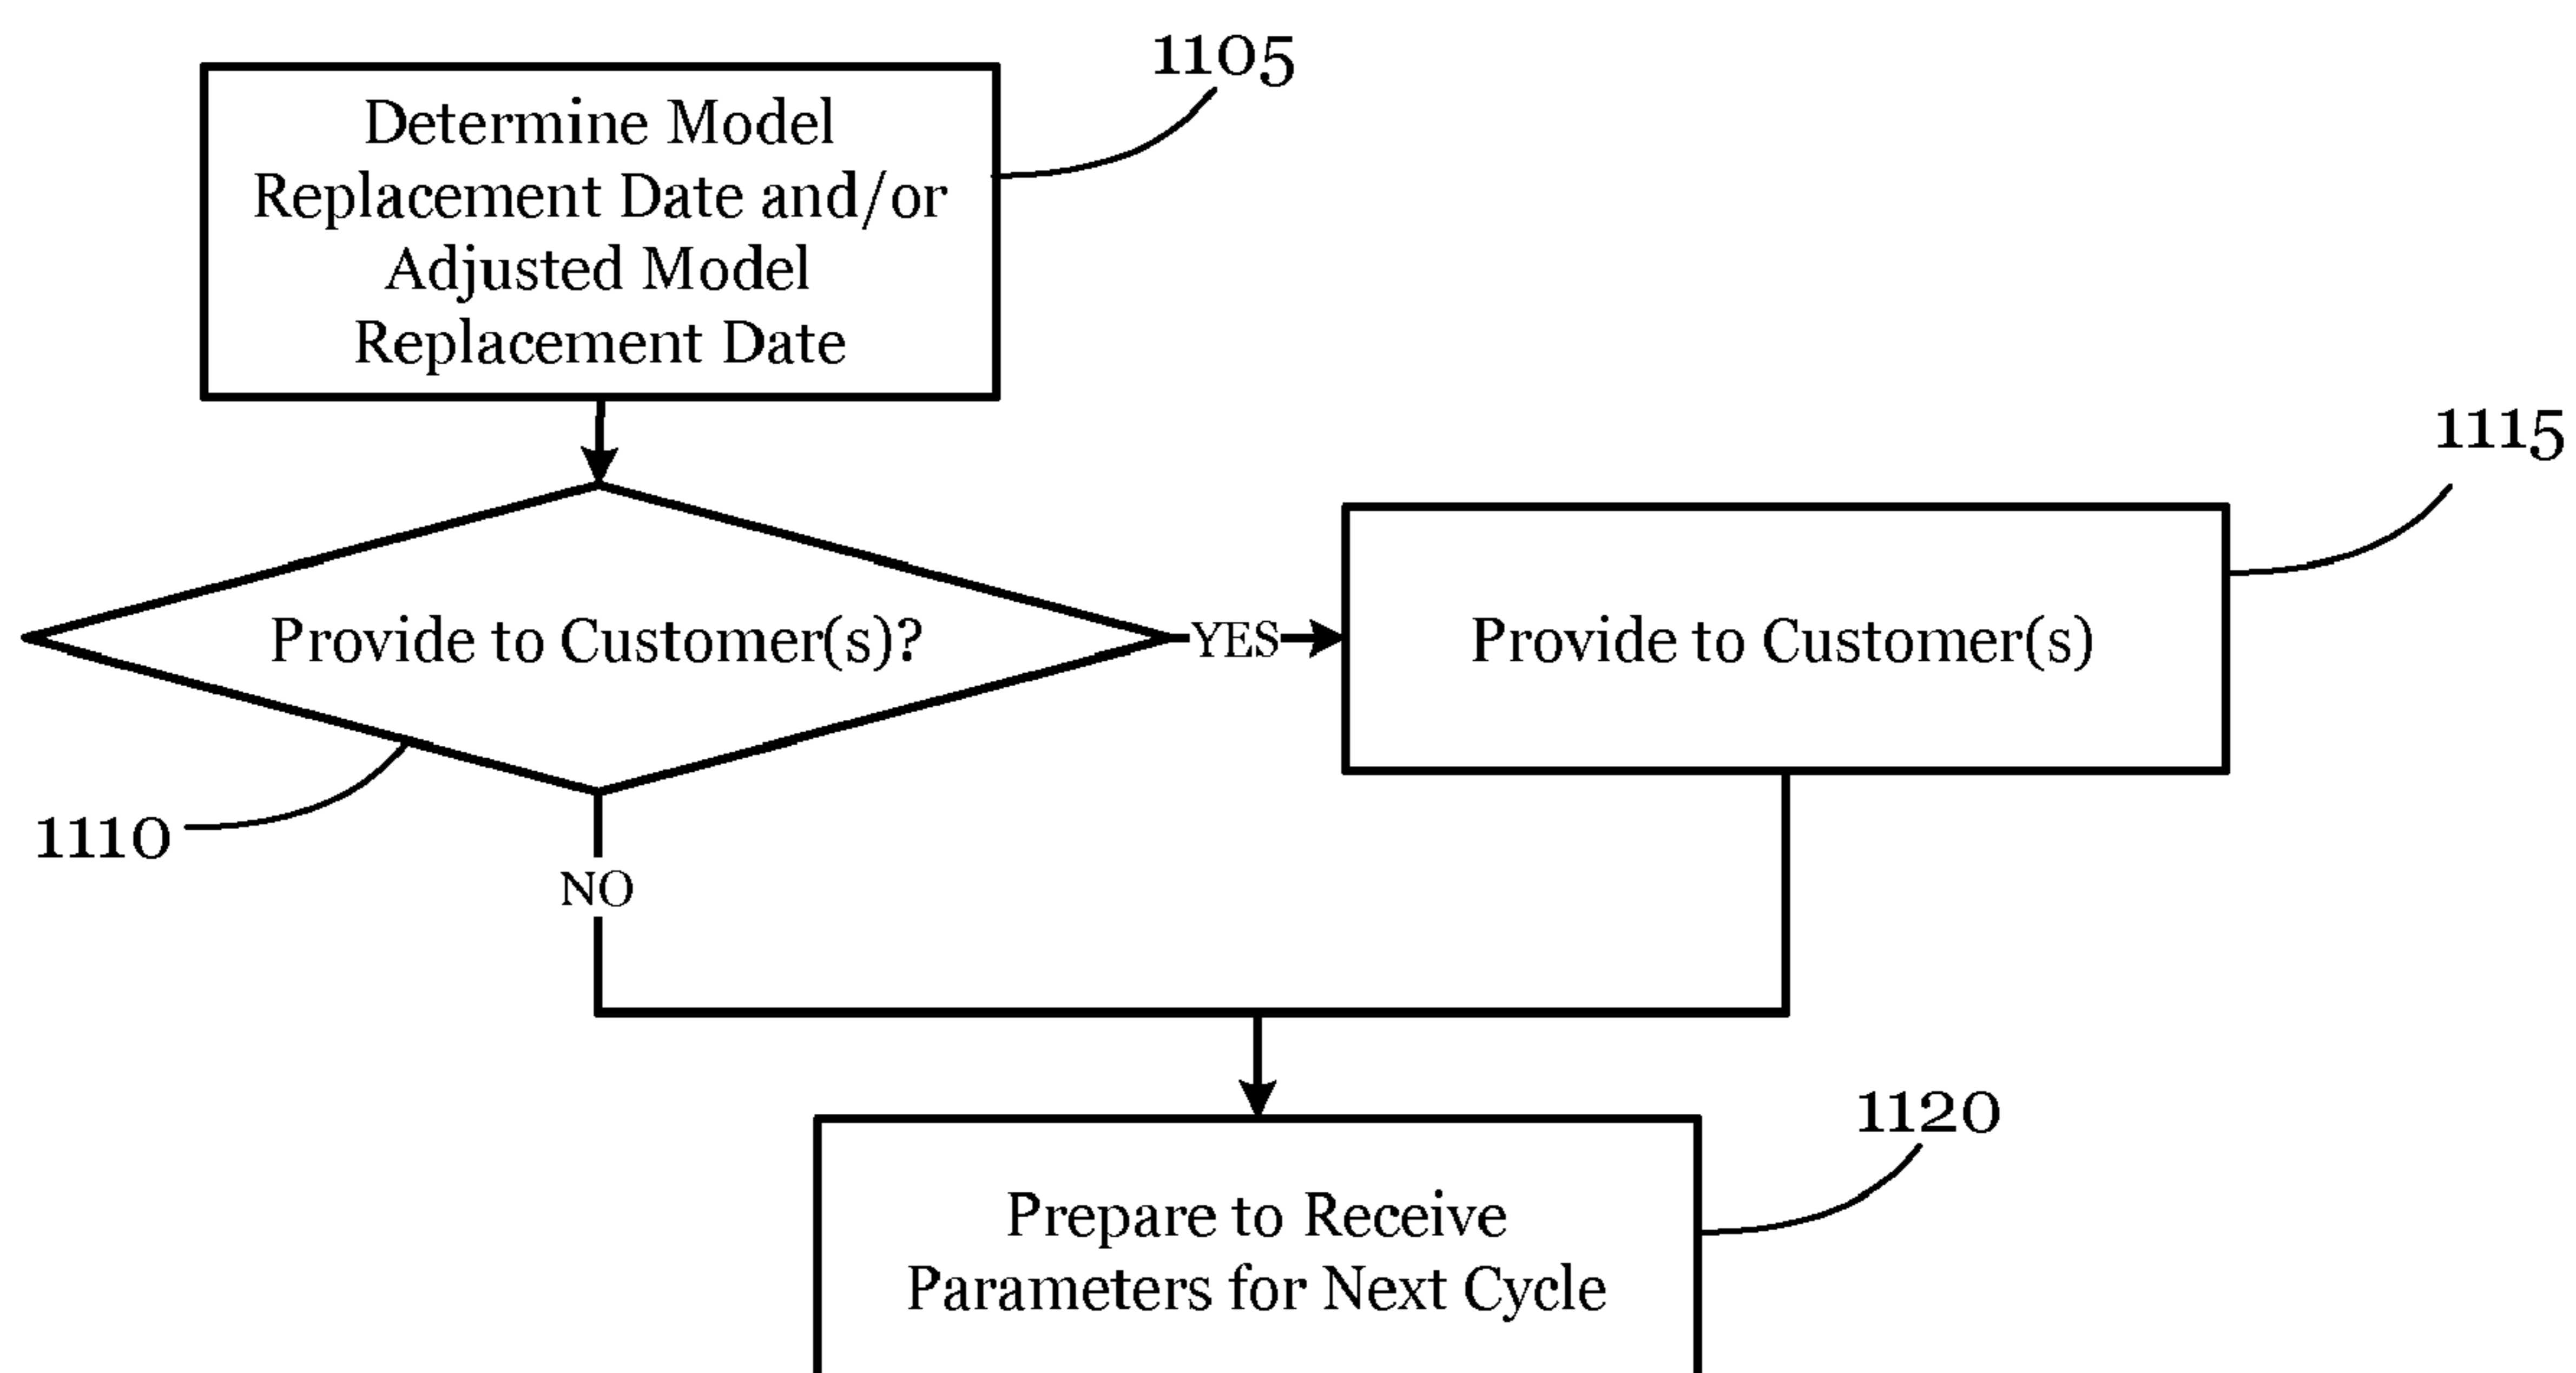 1105
Determine Model
Replacement Date and/or
Adjusted Model
Replacement Date
1115
Provide to Customer(s)?
YES
Provide to Customer(s)
1110
NO
1120
Prepare to Receive
Parameters for Next Cycle